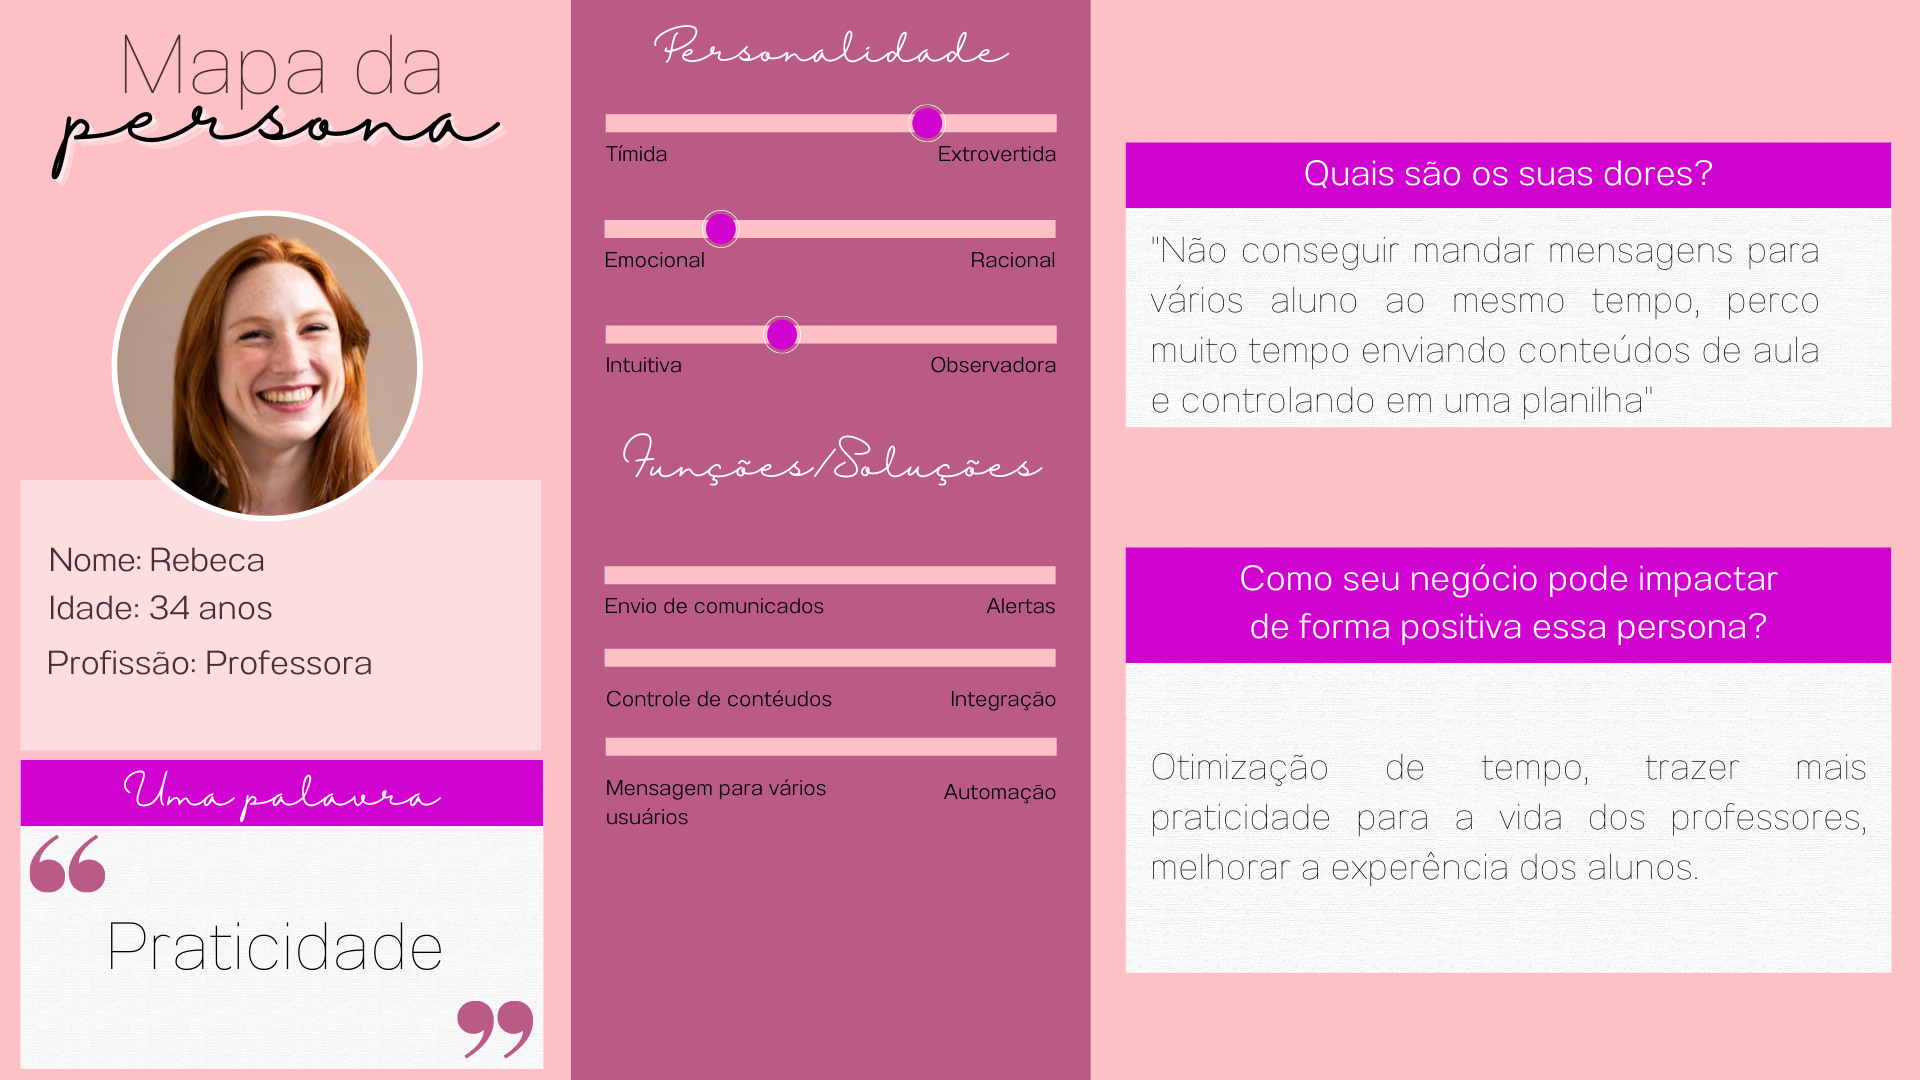 Mapa da
persona
Nome: Rebeca
Idade: 34 anos
Profissão: Professora
Uma palavra
“
Praticidade
”
Personalidade
Tímida Extrovertida
Emocional Racional
Intuitiva Observadora
Funções/Soluções
Envio de comunicados Alertas
Controle de contéudos Integração
Mensagem para vários
usuários
Automação
Quais são os suas dores?
"Não conseguir mandar mensagens para
vários aluno ao mesmo tempo, perco
muito tempo enviando conteúdos de aula
e controlando em uma planilha"
Como seu negócio pode impactar
de forma positiva essa persona?
Otimização de tempo, trazer mais
praticidade para a vida dos professores,
melhorar a experência dos alunos.